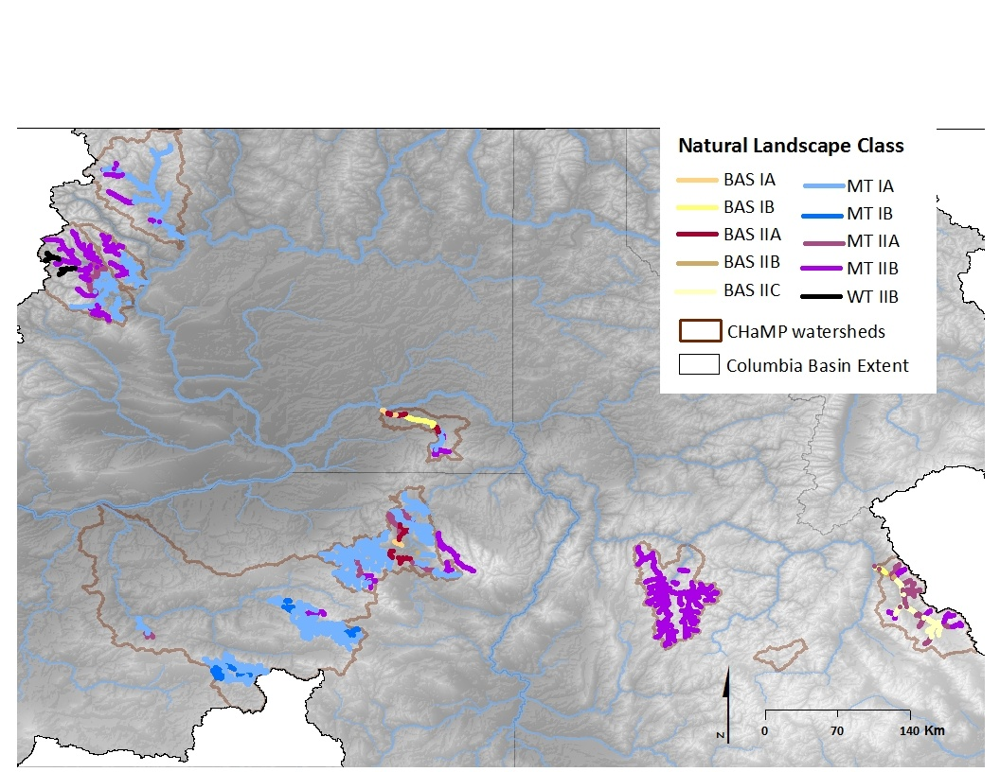 Natural Landscape Class
BAS IA
BAS IB
BAS IIA
BAS IIB
BAS IIC
MT IA
MT IB
MT IIA
MT IIB
WT IIB
CHaMP watersheds
Columbia Basin Extent
N
0 70 140 Km